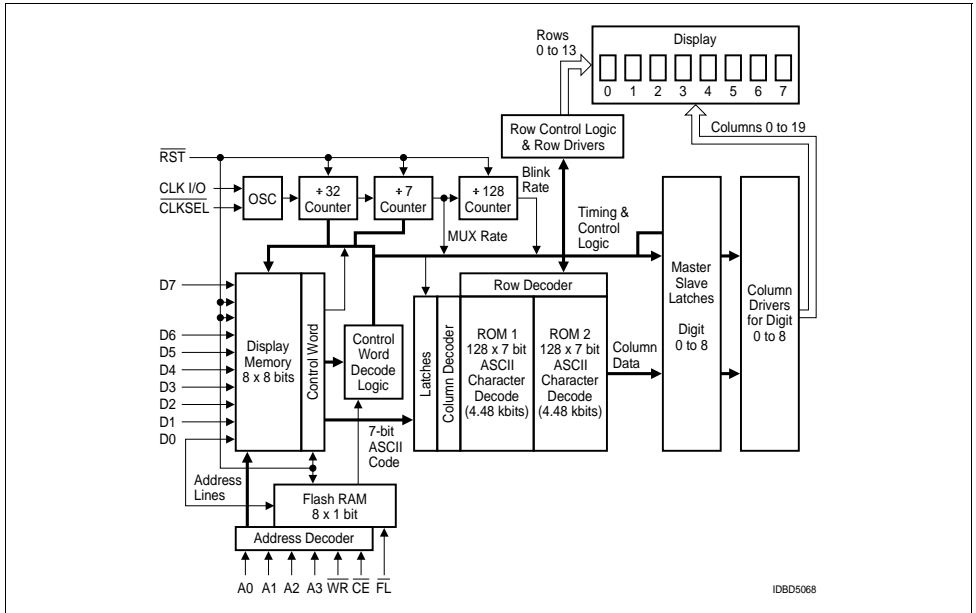 Rows
0 to 13
Display
0 1 2 3 4 5 6 7
Row Control Logic
& Row Drivers
Columns 0 to 19
RST
CLK I/O
CLKSEL
OSC
÷ 32
Counter
÷ 7
Counter
÷ 128
Counter
Blink
Rate
MUX Rate
Timing &
Control
Logic
D7
D6
D5
D4
D3
D2
D1
D0
Display
Memory
8 x 8 bits
Control Word
Control
Word
Decode
Logic
7-bit
ASCII
Code
Latches
Column Decoder
Row Decoder
ROM 1
128 x 7 bit
ASCII
Character
Decode
(4.48 kbits)
ROM 2
128 x 7 bit
ASCII
Character
Decode
(4.48 kbits)
Column
Data
Master
Slave
Latches
Digit
0 to 8
Column
Drivers
for Digit
0 to 8
Address
Lines
Flash RAM
8 x 1 bit
Address Decoder
A0 A1 A2 A3 WR CE FL
IDBD5068